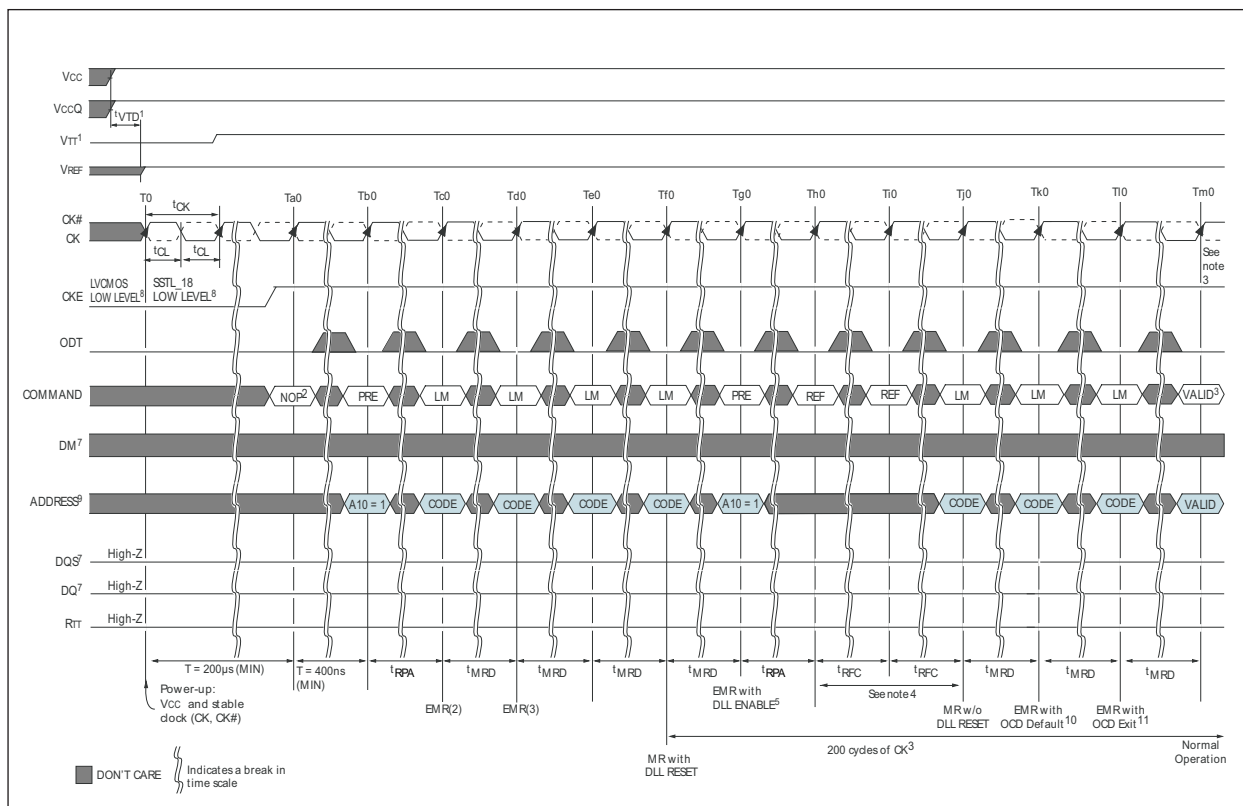 VCC
VCCQ
tVTD1
VTT1
VREF
T0 Ta0 Tb0 Tc0 Td0 Te0 Tf0 Tg0 Th0 Ti0 Tj0 Tk0 Tl0 Tm0
tCK
CK#
CK
tCL tCL
See
note
3
LVCMOS
LOW LEVEL8
SSTL_18
LOW LEVEL8
CKE
ODT
COMMAND NOP2 PRE LM LM LM LM PRE REF REF LM LM LM VALID3
DM7
ADDRESS9 A10 = 1 CODE CODE CODE CODE A10 = 1 CODE CODE CODE VALID
DQS7 High-Z
DQ7 High-Z
RTT High-Z
T = 200µs (MIN) T = 400ns
(MIN)
tRPA tMRD tMRD tMRD tMRD tRPA tRFC tRFC tMRD tMRD tMRD
Power-up:
VCC and stable
clock (CK, CK#)
EMR(2) EMR(3)
EMR with
DLL ENABLE5
See note 4
MR w/o
DLL RESET
EMR with
OCD Default10
EMR with
OCD Exit11
MR with
DLL RESET
200 cycles of CK3
Normal
Operation
DON'T CARE
Indicates a break in
time scale